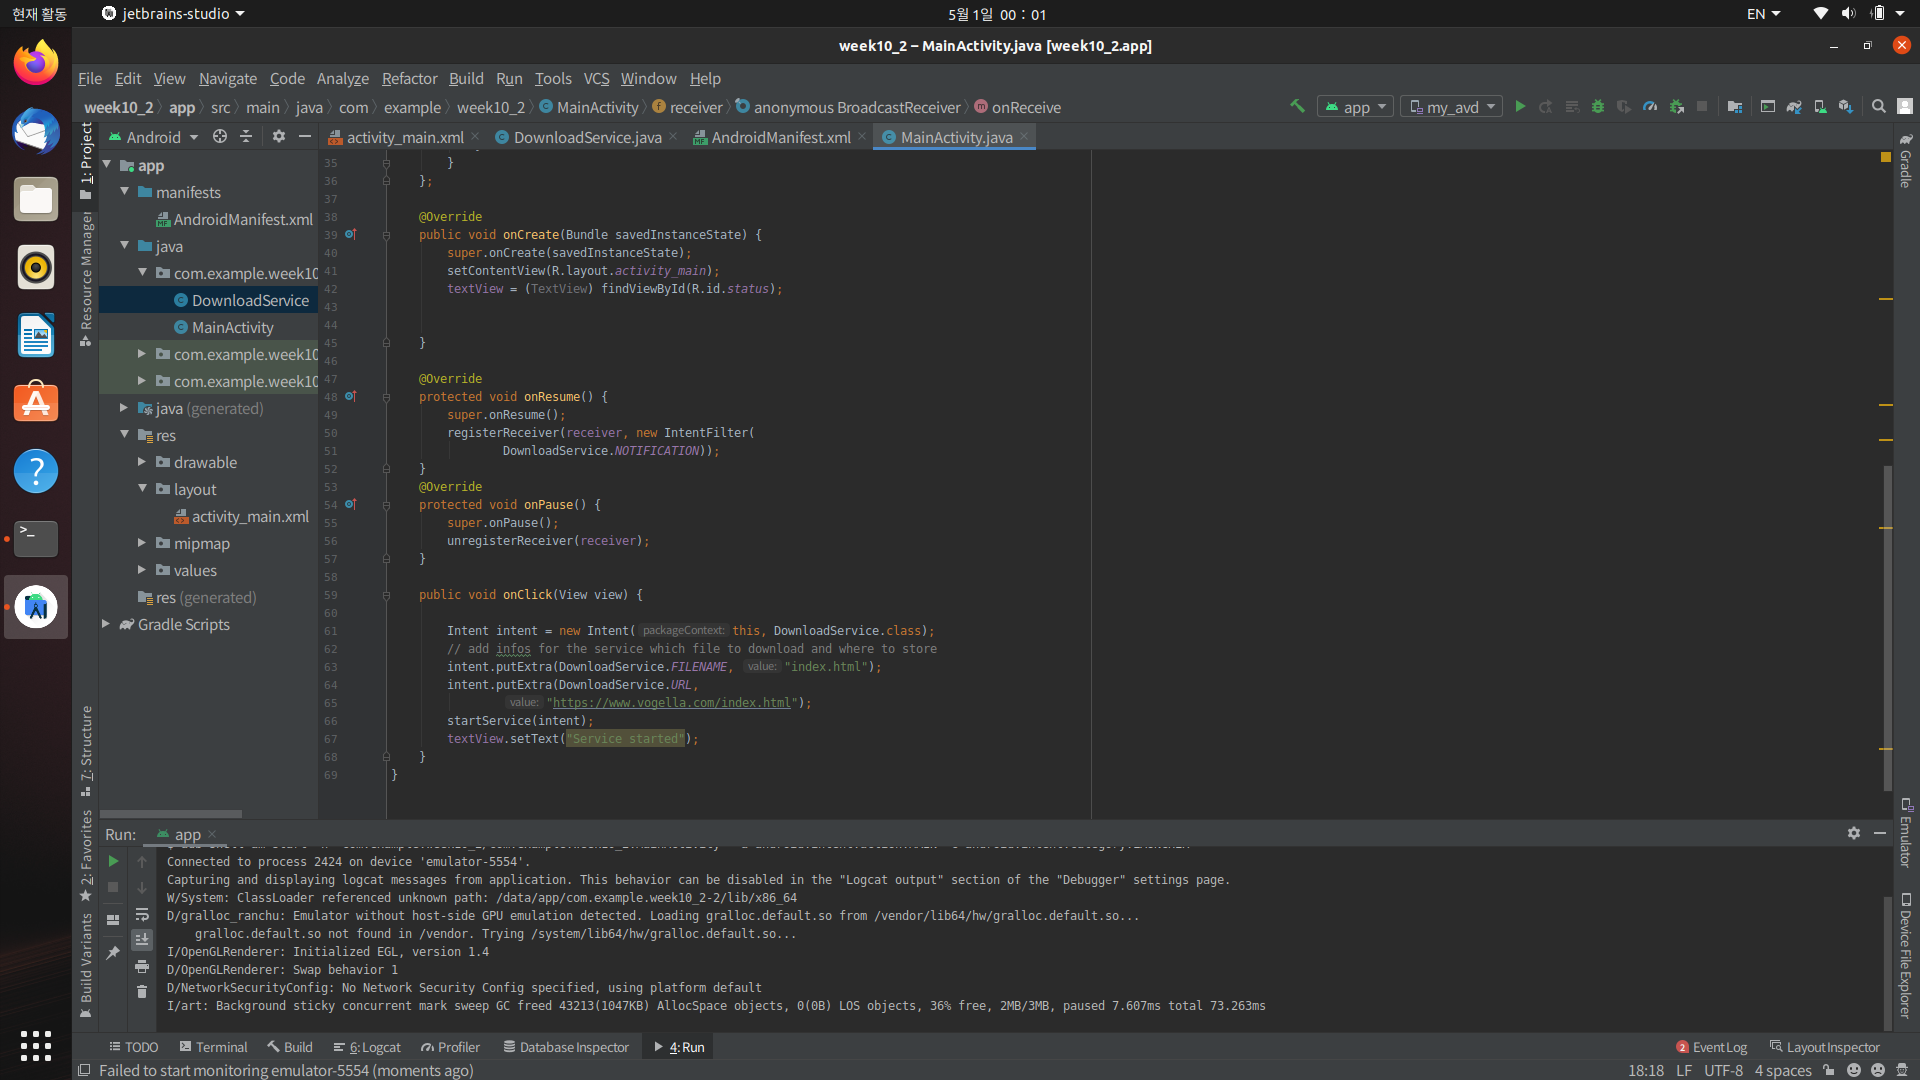 현재 활동
jetbrains-studio
5월 1일 00 : 01
EN
week10_2 – MainActivity.java [week10_2.app]
File Edit View Navigate Code Analyze Refactor Build Run Tools VCS Window Help
week10_2 app src main java com example week10_2 MainActivity receiver anonymous BroadcastReceiver onReceive
app
my_avd
Android
activity_main.xml DownloadService.java AndroidManifest.xml MainActivity.java
1: Project
Resource Manager
7: Structure
2: Favorites
Build Variants
app
manifests
AndroidManifest.xml
java
com.example.week10
DownloadService
MainActivity
com.example.week10
com.example.week10
java (generated)
res
drawable
layout
activity_main.xml
mipmap
values
res (generated)
Gradle Scripts
35 }
36 };
37
38 @Override
39 public void onCreate(Bundle savedInstanceState) {
40 super.onCreate(savedInstanceState);
41 setContentView(R.layout.activity_main);
42 textView = (TextView) findViewById(R.id.status);
43
44
45 }
46
47 @Override
48 protected void onResume() {
49 super.onResume();
50 registerReceiver(receiver, new IntentFilter(
51 DownloadService.NOTIFICATION));
52 }
53 @Override
54 protected void onPause() {
55 super.onPause();
56 unregisterReceiver(receiver);
57 }
58
59 public void onClick(View view) {
60
61 Intent intent = new Intent( packageContext: this, DownloadService.class);
62 // add infos for the service which file to download and where to store
63 intent.putExtra(DownloadService.FILENAME, value: "index.html");
64 intent.putExtra(DownloadService.URL,
65 value: "https://www.vogella.com/index.html");
66 startService(intent);
67 textView.setText("Service started");
68 }
69 }
Gradle
Emulator
Device File Explorer
Run: app
Connected to process 2424 on device 'emulator-5554'.
Capturing and displaying logcat messages from application. This behavior can be disabled in the "Logcat output" section of the "Debugger" settings page.
W/System: ClassLoader referenced unknown path: /data/app/com.example.week10_2-2/lib/x86_64
D/gralloc_ranchu: Emulator without host-side GPU emulation detected. Loading gralloc.default.so from /vendor/lib64/hw/gralloc.default.so...
gralloc.default.so not found in /vendor. Trying /system/lib64/hw/gralloc.default.so...
I/OpenGLRenderer: Initialized EGL, version 1.4
D/OpenGLRenderer: Swap behavior 1
D/NetworkSecurityConfig: No Network Security Config specified, using platform default
I/art: Background sticky concurrent mark sweep GC freed 43213(1047KB) AllocSpace objects, 0(0B) LOS objects, 36% free, 2MB/3MB, paused 7.607ms total 73.263ms
TODO Terminal Build 6: Logcat Profiler Database Inspector 4: Run
2 Event Log Layout Inspector
Failed to start monitoring emulator-5554 (moments ago)
18:18 LF UTF-8 4 spaces